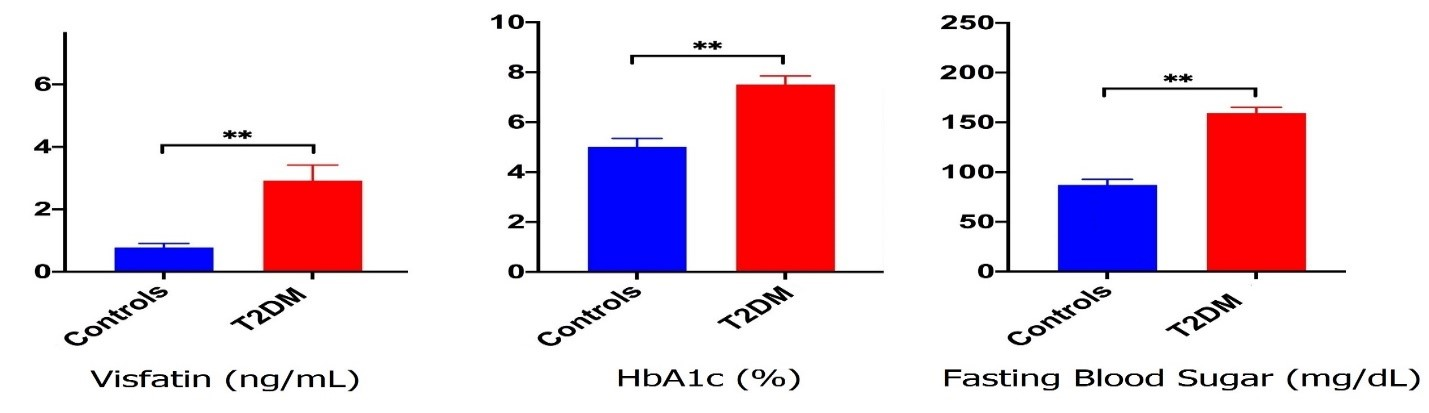 6
4
2
0
**
Controls
T2DM
Visfatin (ng/mL)
10
8
6
4
2
0
**
Controls
T2DM
HbA1c (%)
250
200
150
100
50
0
**
Controls
T2DM
Fasting Blood Sugar (mg/dL)